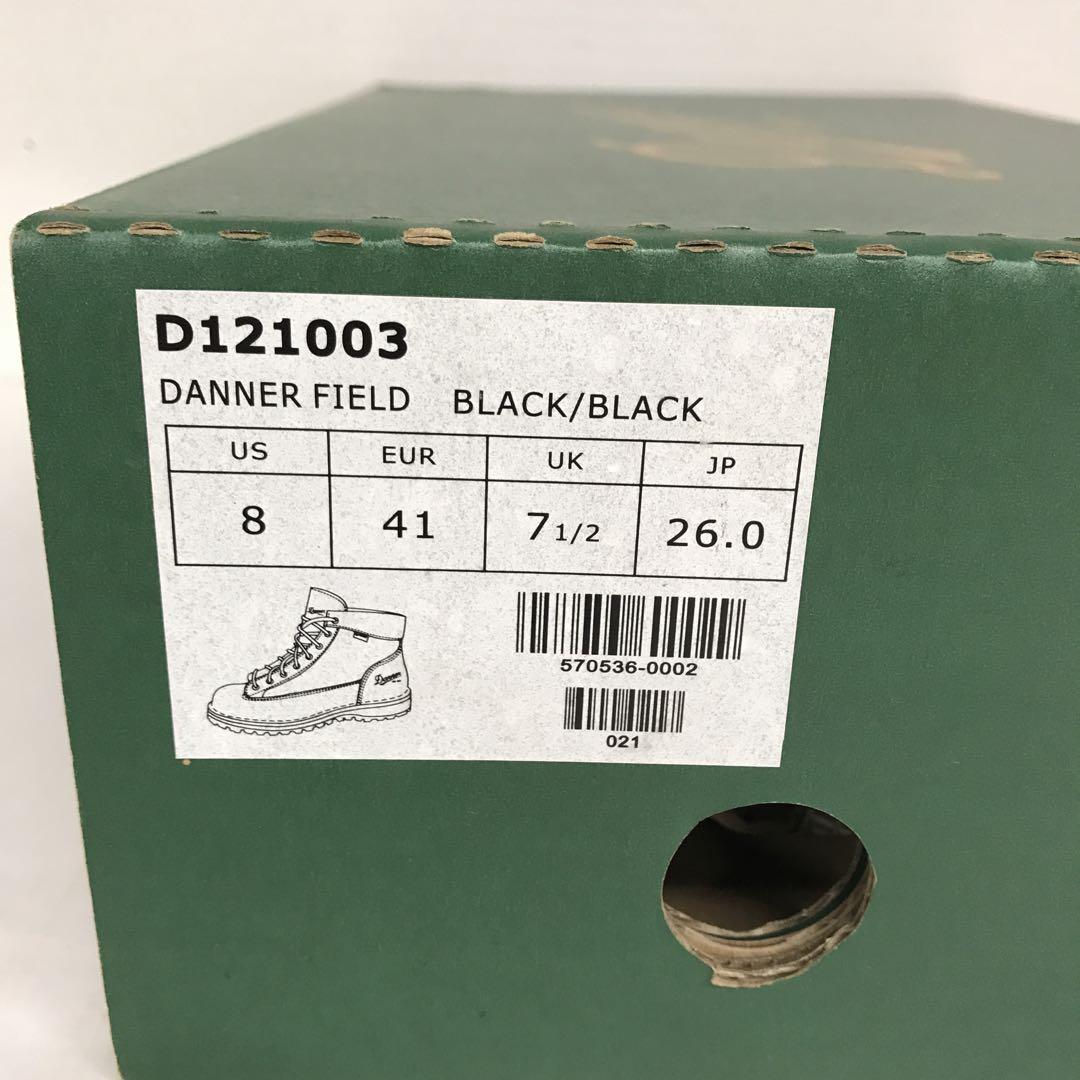 D121003
DANNER FIELD BLACK/BLACK
US EUR UK JP
8 41 7 1/2 26.0
Danner
570536-0002
021